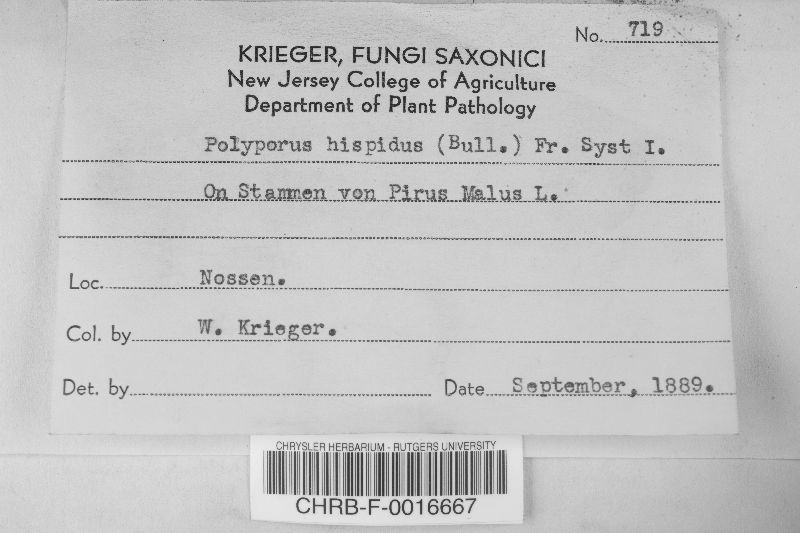 No. 719
KRIEGER, FUNGI SAXONICI
New Jersey College of Agriculture
Department of Plant Pathology
Polyporus hispidus (Bull.) Fr. Syst I.
On Stammen von Pirus Malus L.
Loc. Nossen.
Col. by W. Krieger.
Det. by Date September, 1889.
CHRYSLER HERBARIUM - RUTGERS UNIVERSITY
CHRB-F-0016667